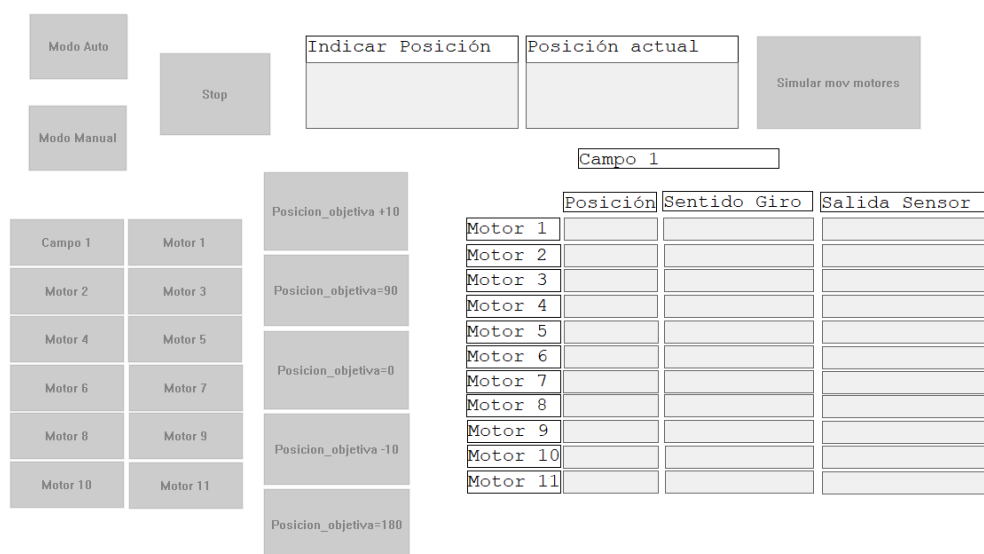 Modo Auto
Modo Manual
Stop
Indicar Posición
Posición actual
Simular mov motores
Campo 1
Motor 1
Motor 2
Motor 3
Motor 4
Motor 5
Motor 6
Motor 7
Motor 8
Motor 9
Motor 10
Motor 11
Posicion_objetiva +10
Posicion_objetiva=90
Posicion_objetiva=0
Posicion_objetiva -10
Posicion_objetiva=180
Campo 1
Posición Sentido Giro Salida Sensor
Motor 1
Motor 2
Motor 3
Motor 4
Motor 5
Motor 6
Motor 7
Motor 8
Motor 9
Motor 10
Motor 11